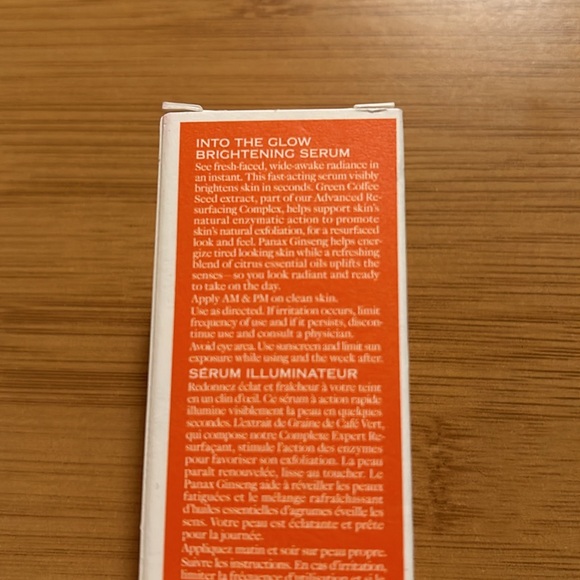 INTO THE GLOW
BRIGHTENING SERUM
See fresh-faced, wide-awake radiance in
an instant. This fast-acting serum visibly
brightens skin in seconds. Green Coffee
Seed extract, part of our Advanced Re-
surfacing Complex, helps support skin's
natural enzymatic action to promote
skin's natural exfoliation, for a resurfaced
look and feel. Panax Ginseng helps ener-
gize tired looking skin while a refreshing
blend of citrus essential oils uplifts the
senses—so you look radiant and ready
to take on the day.
Apply AM & PM on clean skin.
Use as directed. If irritation occurs, limit
frequency of use and if it persists, discon-
tinue use and consult a physician.
Avoid eye area. Use sunscreen and limit sun
exposure while using and the week after.
SÉRUM ILLUMINATEUR
Redonnez éclat et fraîcheur à votre teint
en un clin d'œil. Ce sérum à action rapide
illumine visiblement la peau en quelques
secondes. L'extrait de Graine de Café Vert,
qui compose notre Complexe Expert Re-
surfaçant, stimule l'action des enzymes
pour favoriser son exfoliation. La peau
paraît renouvelée, lisse au toucher. Le
Panax Ginseng aide à réveiller les peaux
fatiguées et le mélange rafraîchissant
d'huiles essentielles d'agrumes éveille les
sens. Votre peau est éclatante et prête
pour la journée.
Appliquez matin et soir sur peau propre.
Suivre les instructions. En cas d'irritation,
limiter la fréquence d'utilisation et si le